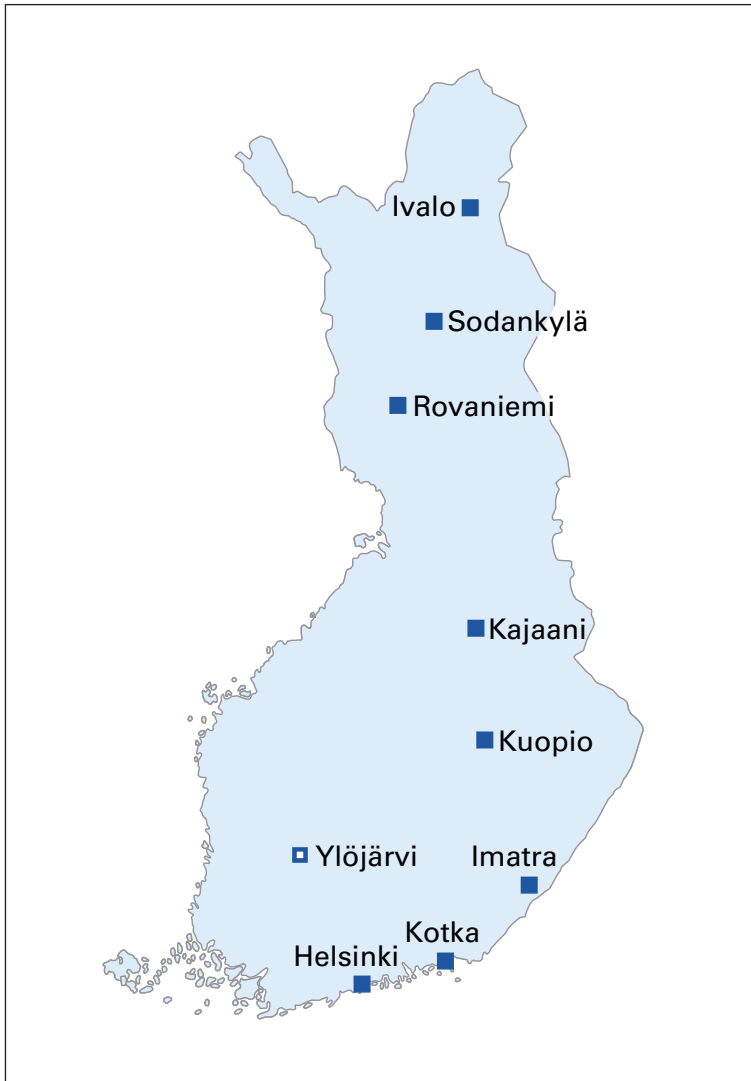 Ivalo
Sodankylä
Rovaniemi
Kajaani
Kuopio
Ylöjärvi
Imatra
Kotka
Helsinki